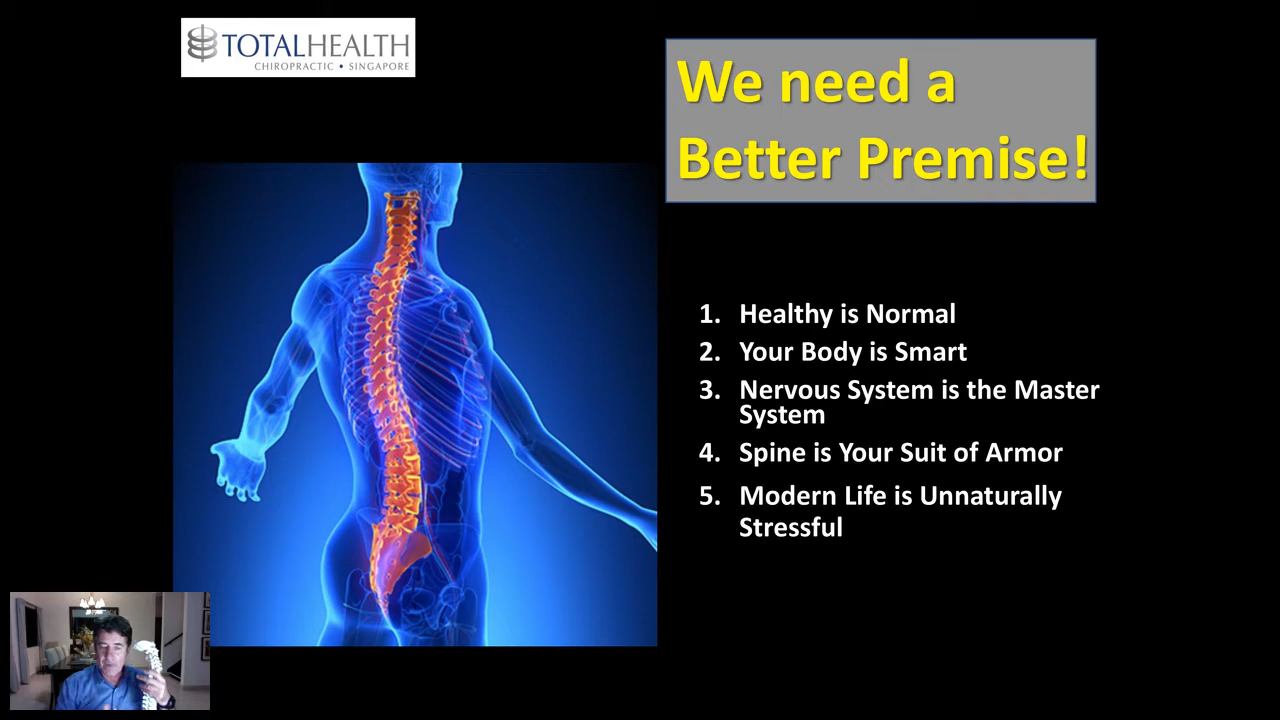 TOTALHEALTH
CHIROPRACTIC • SINGAPORE
We need a
Better Premise!
1. Healthy is Normal
2. Your Body is Smart
3. Nervous System is the Master
System
4. Spine is Your Suit of Armor
5. Modern Life is Unnaturally
Stressful